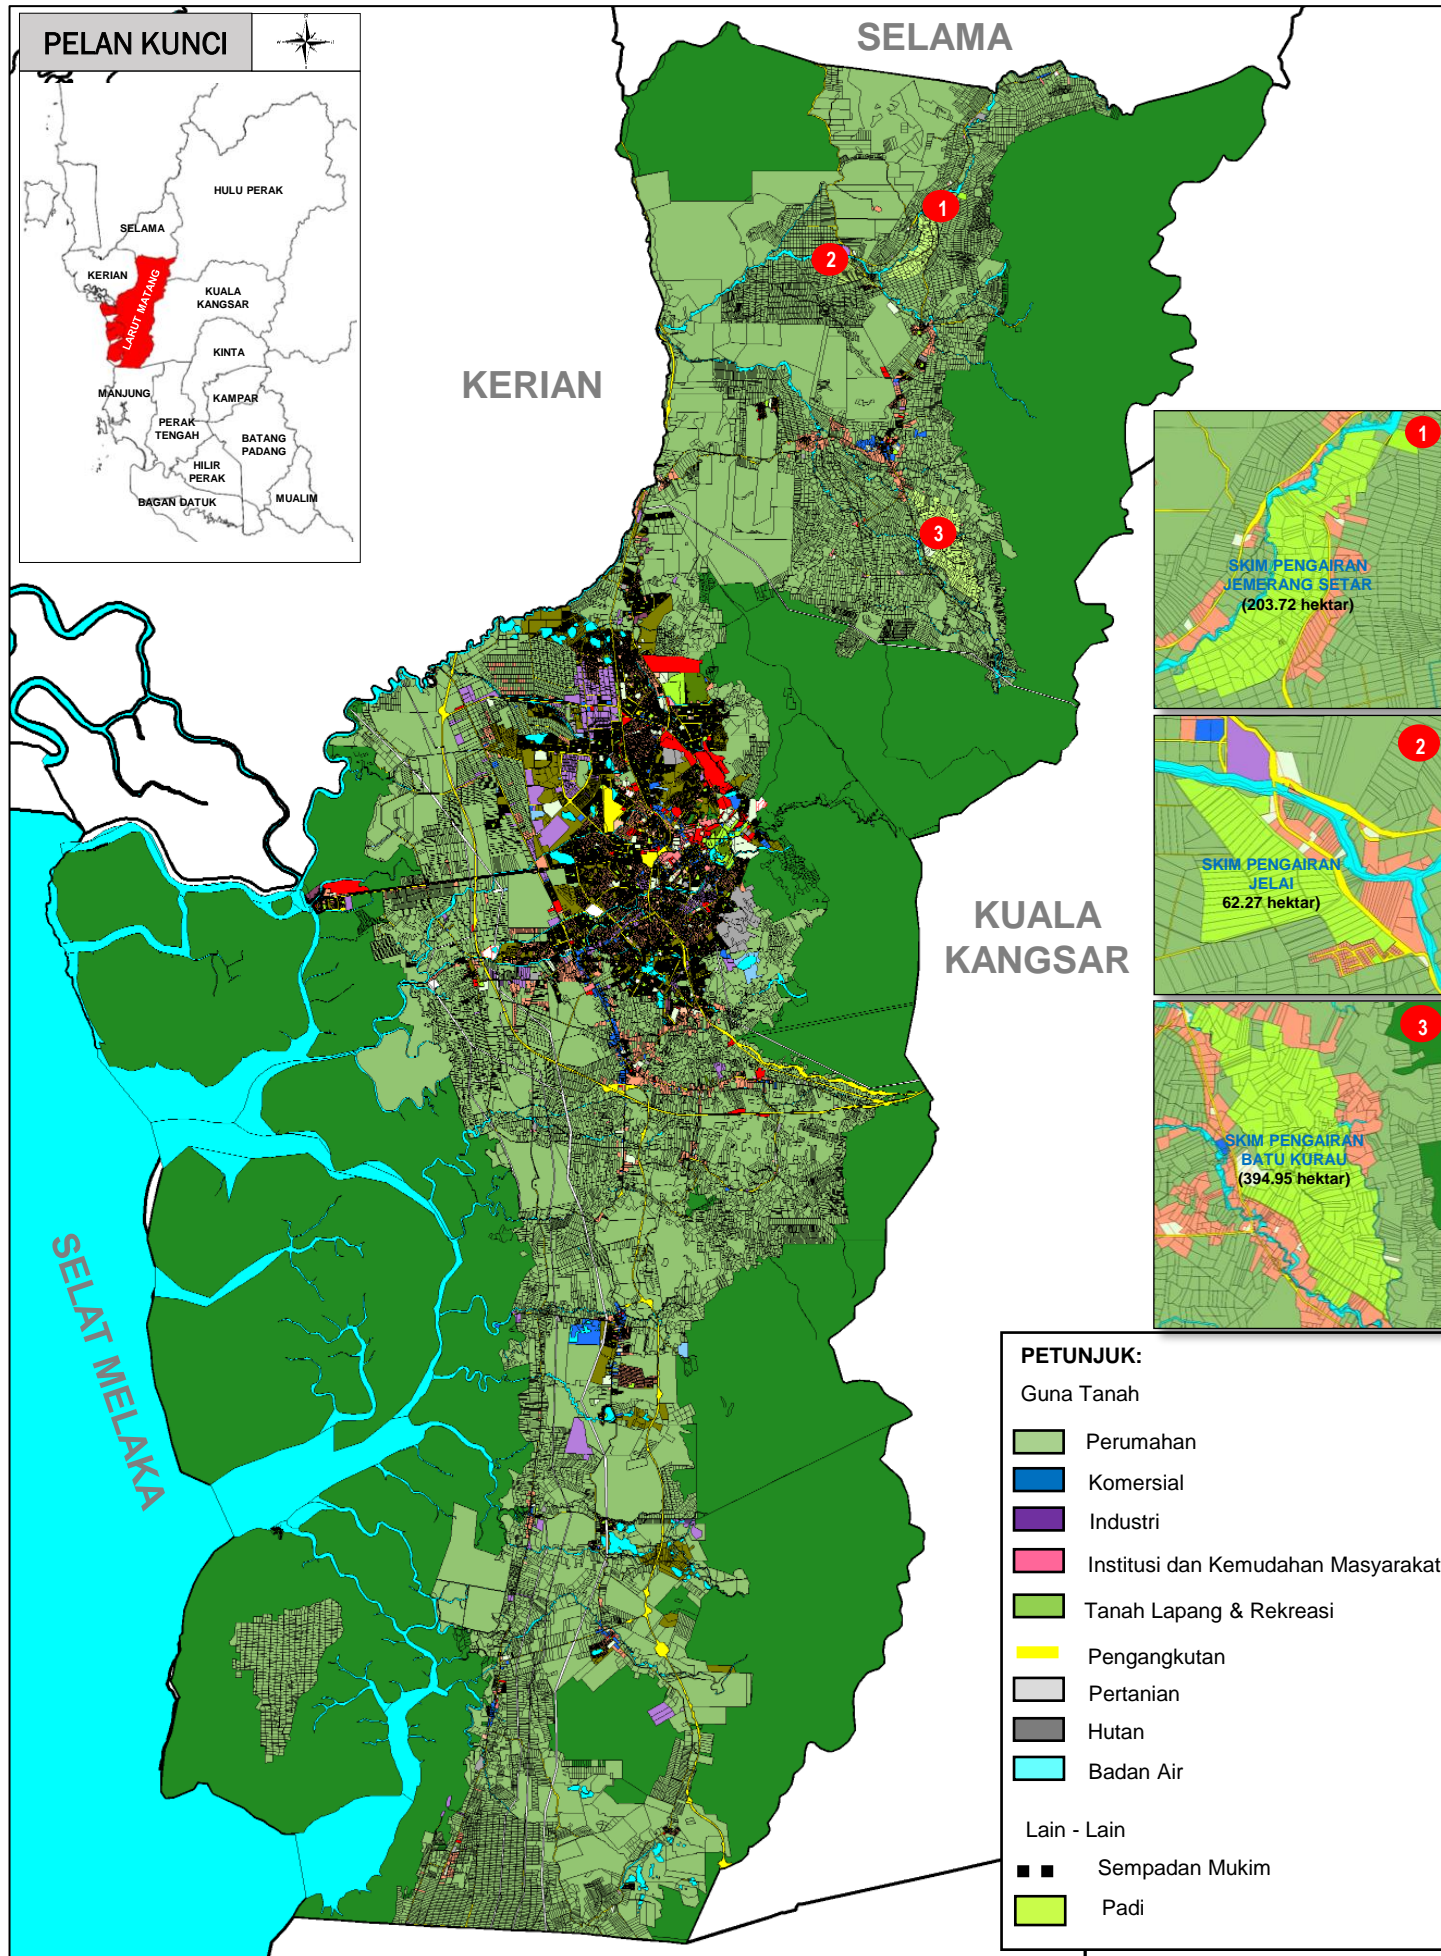 PELAN KUNCI
HULU PERAK
SELAMA
KERIAN
LARUT MATANG
KUALA
KANGSAR
KINTA
MANJUNG
KAMPAR
PERAK
TENGAH
BATANG
PADANG
HILIR
PERAK
BAGAN DATUK
MUALIM
SELAMA
KERIAN
KUALA
KANGSAR
SELAT MELAKA
1
2
3
1
SKIM PENGAIRAN
JEMERANG SETAR
(203.72 hektar)
2
SKIM PENGAIRAN
JELAI
62.27 hektar)
3
SKIM PENGAIRAN
BATU KURAU
(394.95 hektar)
PETUNJUK:
Guna Tanah
Perumahan
Komersial
Industri
Institusi dan Kemudahan Masyarakat
Tanah Lapang & Rekreasi
Pengangkutan
Pertanian
Hutan
Badan Air
Lain - Lain
Sempadan Mukim
Padi